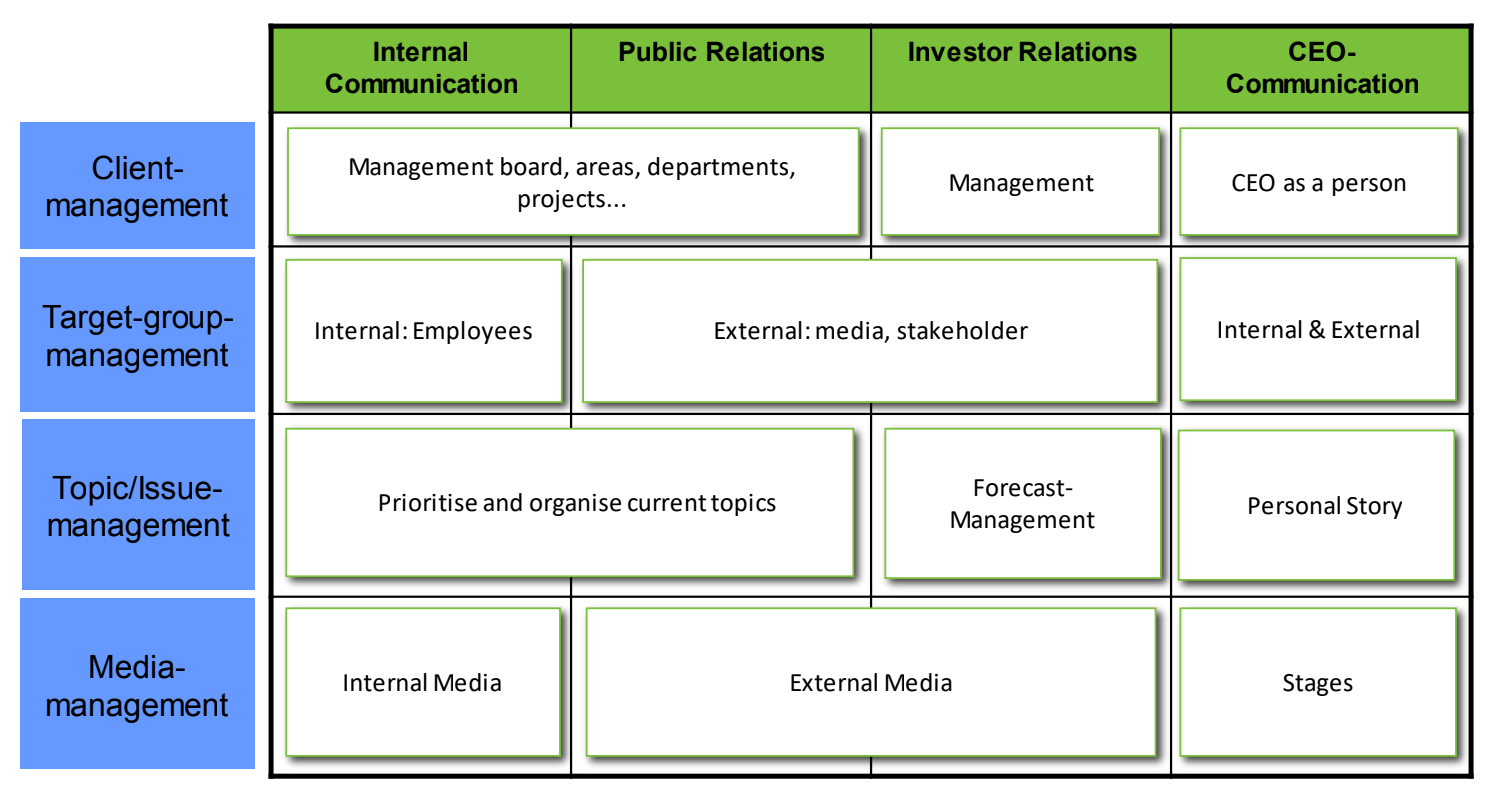 Internal
Communication
Public Relations
Investor Relations
CEO-
Communication
Client-
management
Management board, areas, departments,
projects...
Management
CEO as a person
Target-group-
management
Internal: Employees
External: media, stakeholder
Internal & External
Topic/Issue-
management
Prioritise and organise current topics
Forecast-
Management
Personal Story
Media-
management
Internal Media
External Media
Stages